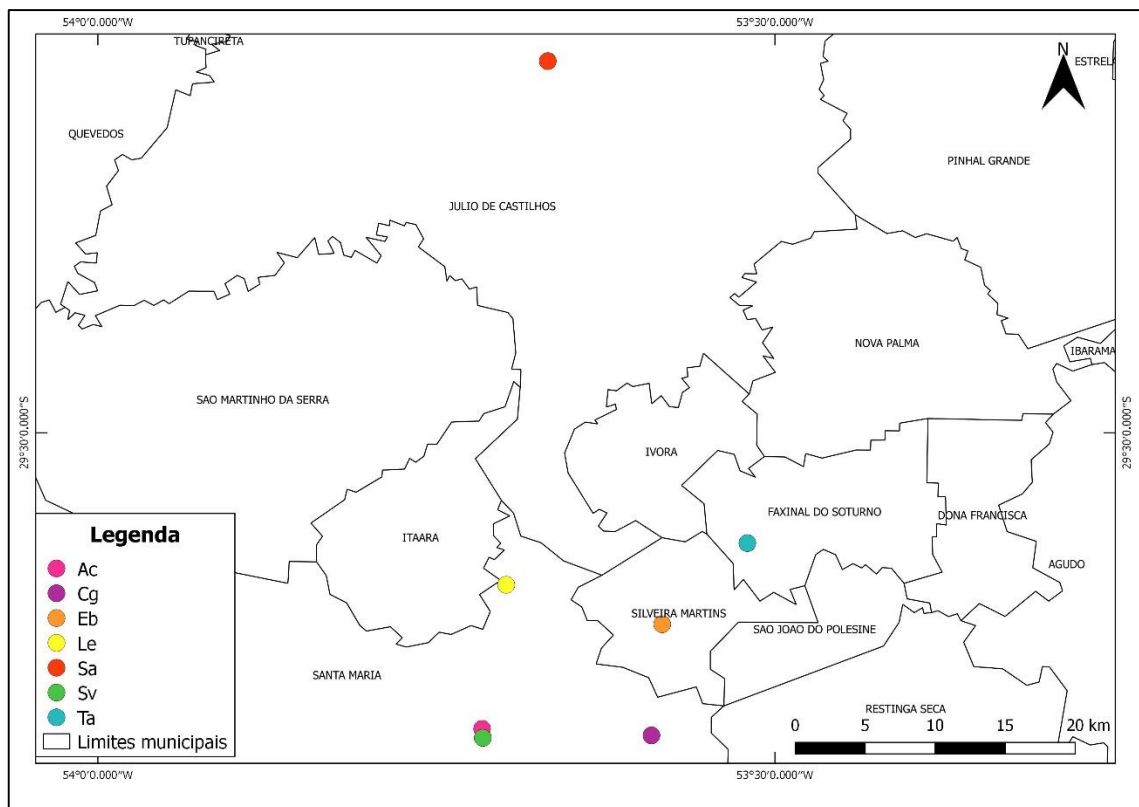 54°0′0.000″W
53°30′0.000″W
TUPANCIRETA
N
ESTREL
QUEVEDOS
PINHAL GRANDE
JULIO DE CASTILHOS
NOVA PALMA
IBARAMA
SAO MARTINHO DA SERRA
29°30′0.000″S
29°30′0.000″S
IVORA
FAXINAL DO SOTURNO
DONA FRANCISCA
ITAARA
AGUDO
SILVEIRA MARTINS
SAO JOAO DO POLESINE
SANTA MARIA
RESTINGA SECA
0 5 10 15 20 km
Legenda
Ac
Cg
Eb
Le
Sa
Sv
Ta
Limites municipais
54°0′0.000″W
53°30′0.000″W